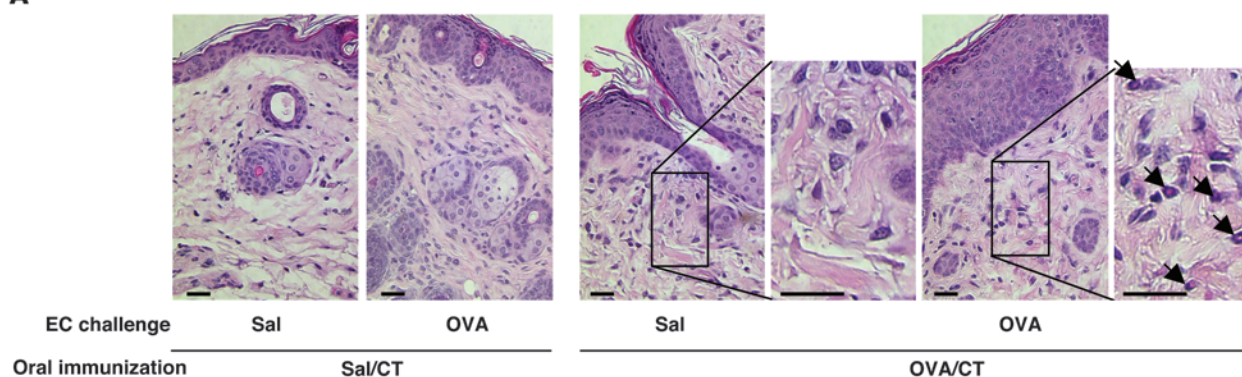 A
EC challenge Sal OVA Sal OVA
Oral immunization Sal/CT OVA/CT